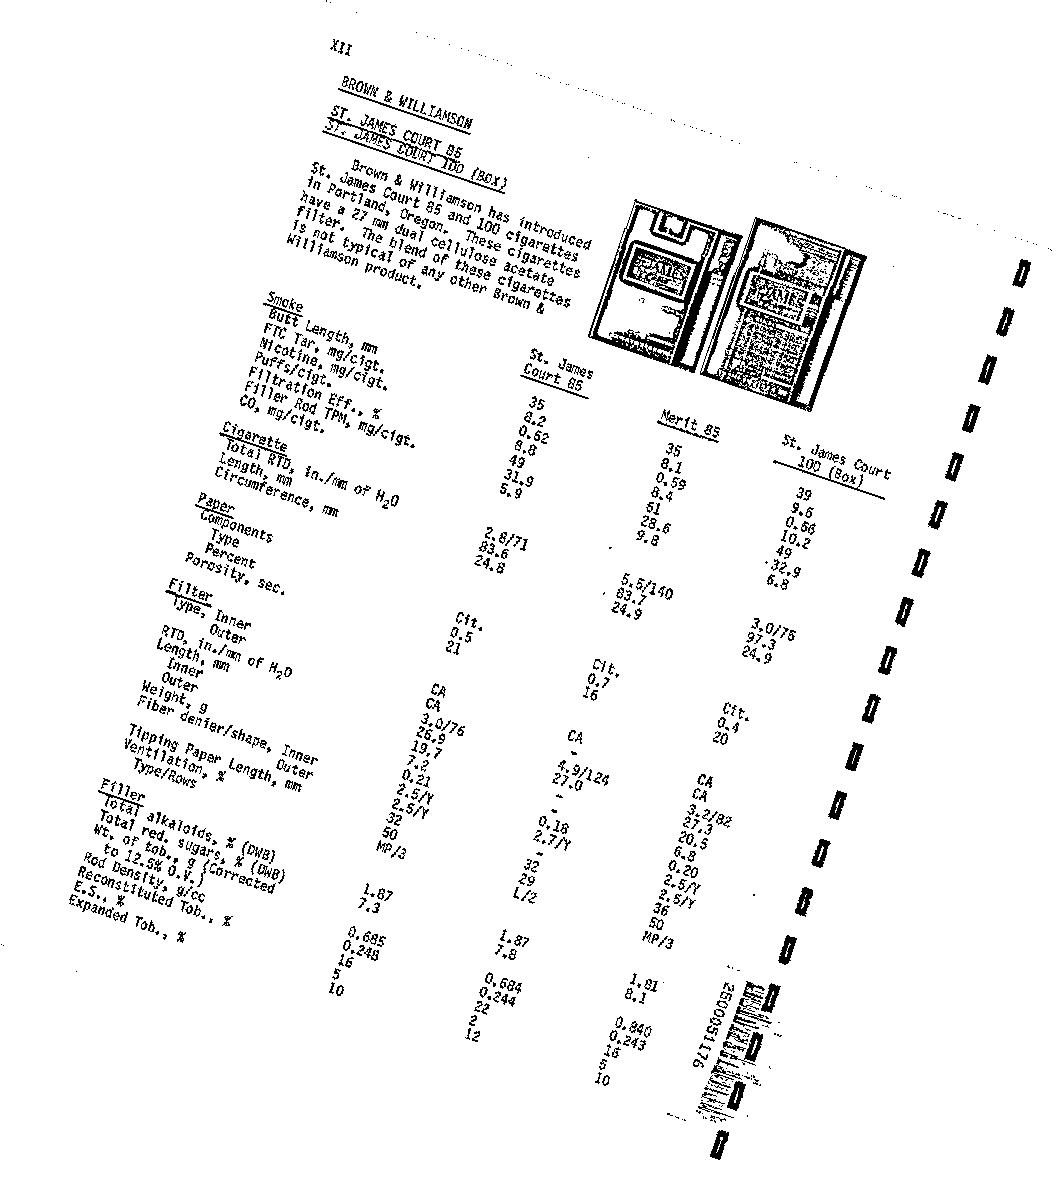 XII
BROWN & WILLIAMSON
ST. JAMES COURT 85
ST. JAMES COURT 100 (BOX)
Brown & Williamson has introduced
St. James Court 85 and 100 cigarettes
in Portland, Oregon. These cigarettes
have a 27 mm dual cellulose acetate
filter. The blend of these cigarettes
is not typical of any other Brown &
Williamson product.
St. James Court 85 Merit 85 St. James Court 100 (Box)
Smoke
Butt Length, mm 35 35 39
FTC Tar, mg/cigt. 8.2 8.1 9.6
Nicotine, mg/cigt. 0.62 0.59 0.66
Puffs/cigt. 8.8 8.4 10.2
Filtration Eff., % 49 51 49
Filler Rod TPM, mg/cigt. 31.9 28.6 32.9
CO, mg/cigt. 5.9 9.8 6.8
Cigarette
Total RTD, in./mm of H2O 2.8/71 5.5/140 3.0/76
Length, mm 83.6 83.7 97.3
Circumference, mm 24.8 24.9 24.9
Paper
Components
Type Cit. Cit. Cit.
Percent 0.5 0.7 0.4
Porosity, sec. 21 16 20
Filter
Type, Inner CA CA CA
Outer CA - CA
RTD, in./mm of H2O 3.0/76 4.9/124 3.2/82
Length, mm 26.9 27.0 27.3
Inner 19.7 - 20.5
Outer 7.2 - 6.8
Weight, g 0.21 0.18 0.20
Fiber denier/shape, Inner 2.5/Y 2.7/Y 2.5/Y
Outer 2.5/Y - 2.5/Y
Tipping Paper Length, mm 32 32 36
Ventilation, % 50 29 50
Type/Rows MP/3 L/2 MP/3
Filler
Total alkaloids, % (DWB) 1.87 1.87 1.81
Total red. sugars, % (DWB) 7.3 7.8 8.1
Wt. of tob., g (Corrected
to 12.5% O.V.) 0.685 0.684 0.840
Rod Density, g/cc 0.248 0.244 0.243
Reconstituted Tob., % 16 22 16
E.S., % 5 2 5
Expanded Tob., % 10 12 10
2500051176